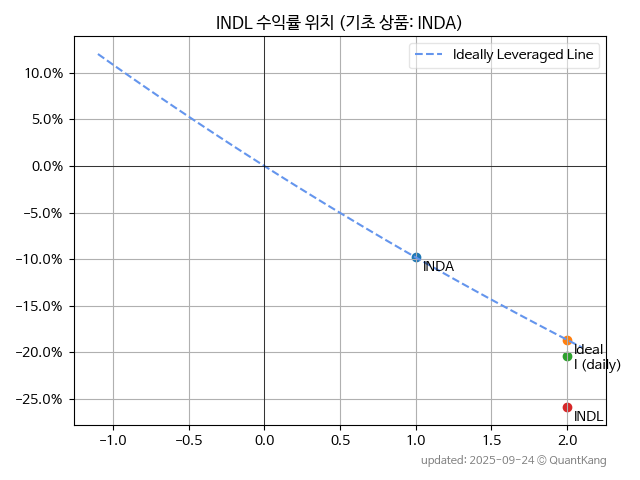 INDL 수익률 위치 (기초 상품: INDA)
Ideally Leveraged Line
10.0%
5.0%
0.0%
−5.0%
−10.0%
−15.0%
−20.0%
−25.0%
INDA
Ideal
l (daily)
INDL
−1.0
−0.5
0.0
0.5
1.0
1.5
2.0
updated: 2025-09-24 © QuantKang